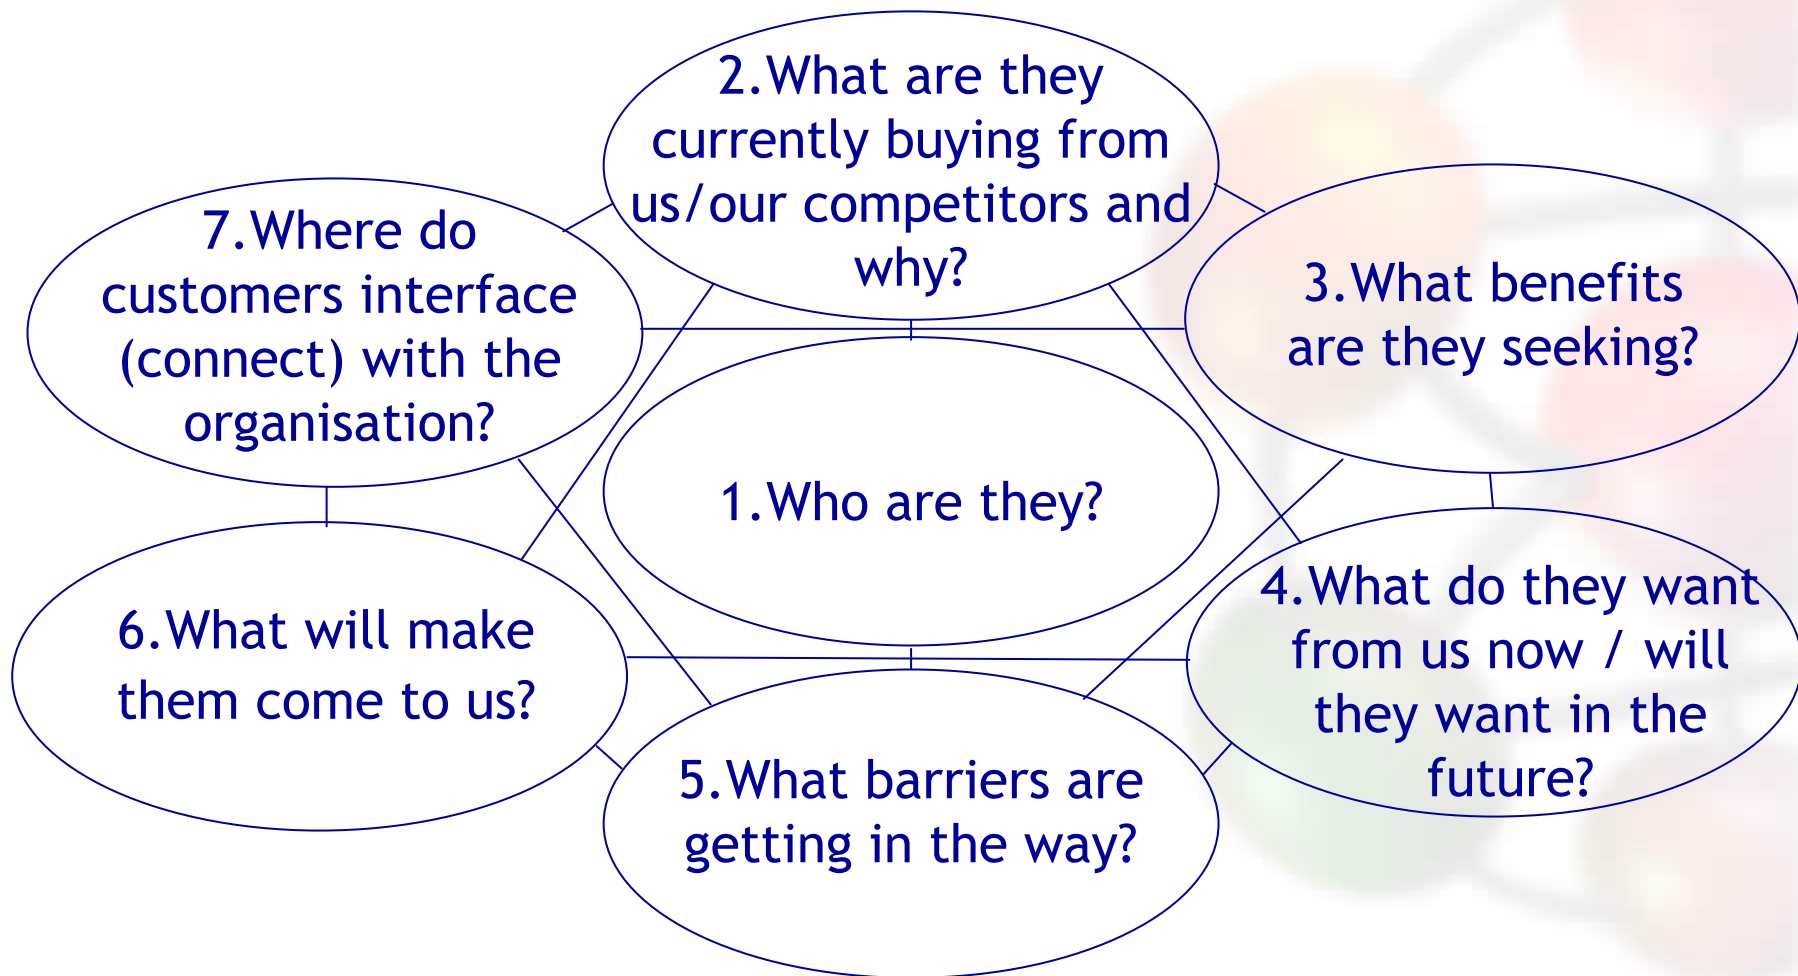 1.Who are they?
2.What are they
currently buying from
us/our competitors and
why?
3.What benefits
are they seeking?
4.What do they want
from us now / will
they want in the
future?
5.What barriers are
getting in the way?
6.What will make
them come to us?
7.Where do
customers interface
(connect) with the
organisation?